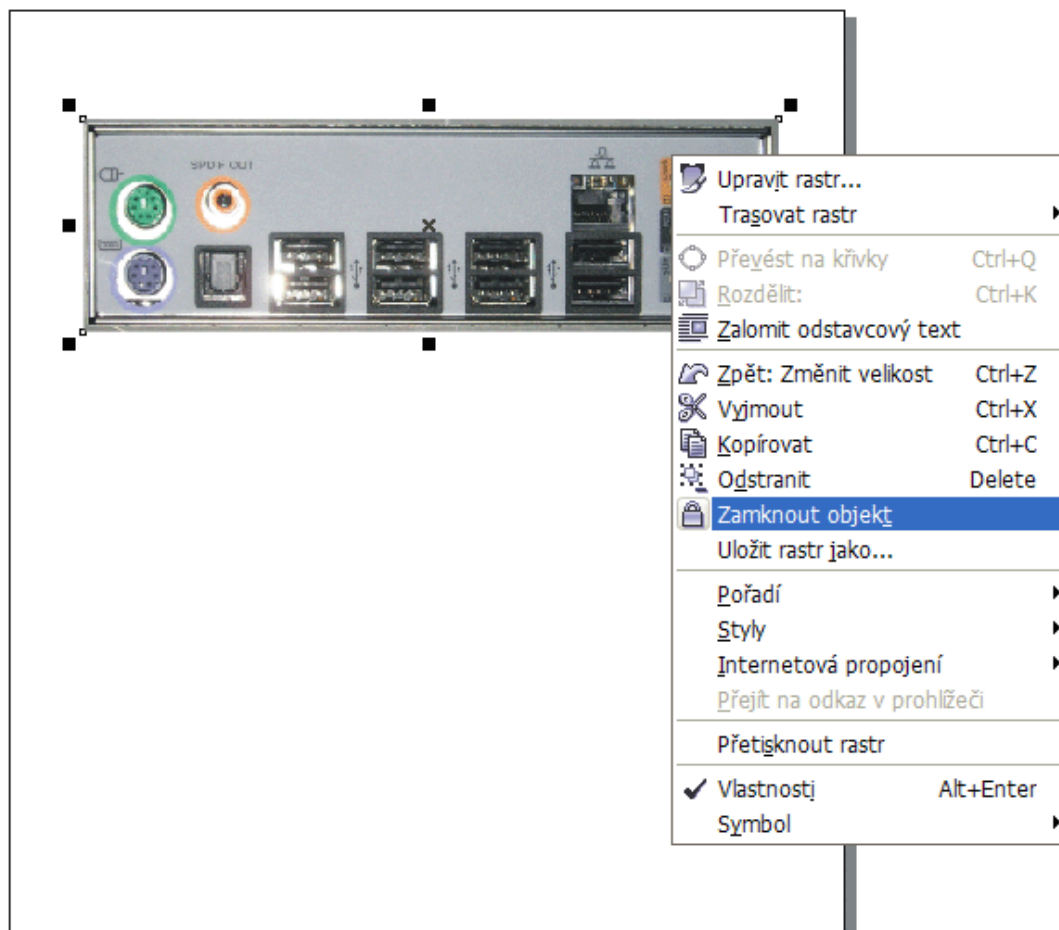 SPDIF OUT
Upravit rastr...
Trasovat rastr
Převést na křivky Ctrl+Q
Rozdělit: Ctrl+K
Zalomit odstavcový text
Zpět: Změnit velikost Ctrl+Z
Vyjmout Ctrl+X
Kopírovat Ctrl+C
Odstranit Delete
Zamknout objekt
Uložit rastr jako...
Pořadí
Styly
Internetová propojení
Přejít na odkaz v prohlížeči
Přetisknout rastr
Vlastnosti Alt+Enter
Symbol